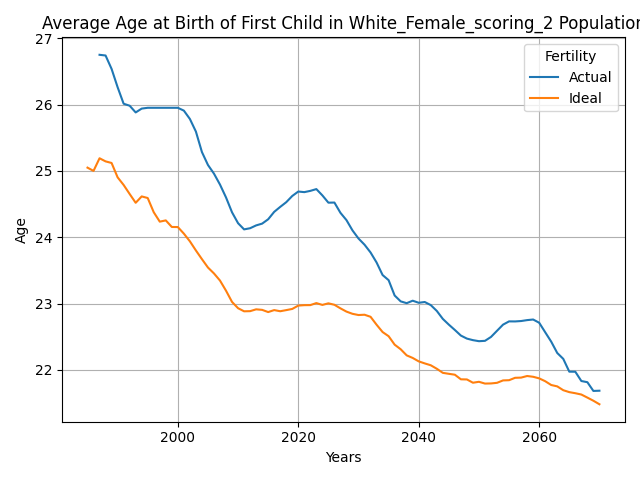 Average Age at Birth of First Child in White_Female_scoring_2 Population
27
26
25
24
23
22
Age
Fertility
Actual
Ideal
2000 2020 2040 2060
Years